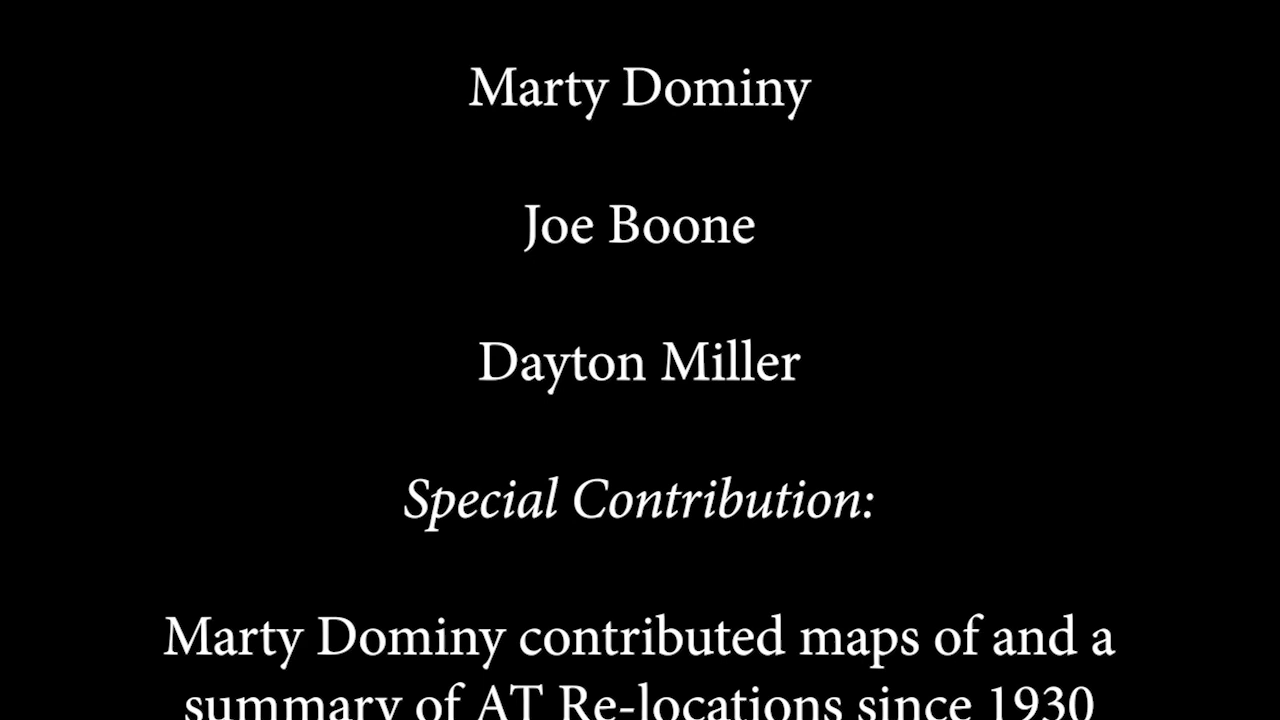 Marty Dominy
Joe Boone
Dayton Miller
Special Contribution:
Marty Dominy contributed maps of and a
summary of AT Re-locations since 1930